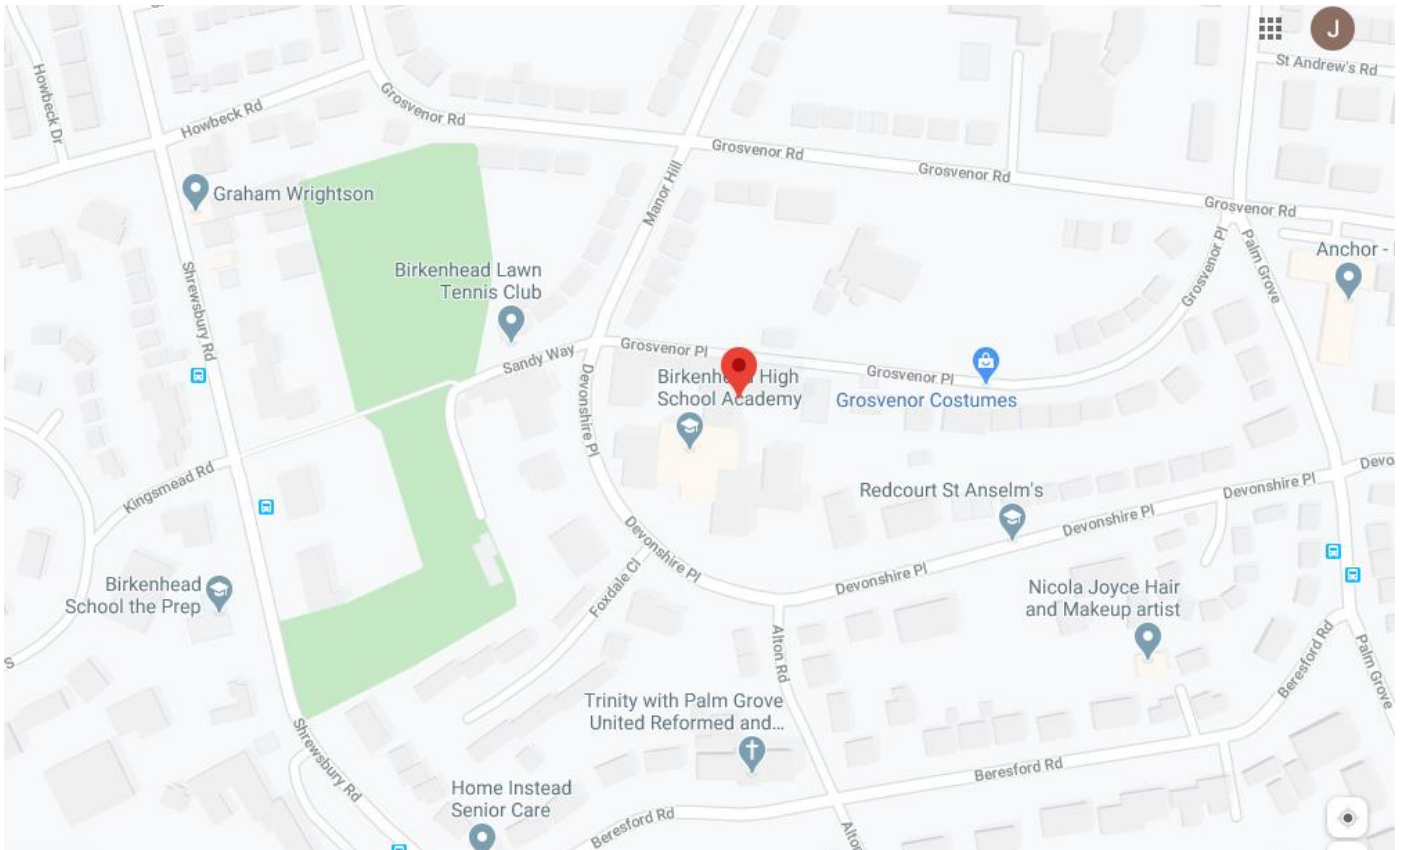 J
St Andrew's Rd
Howbeck Dr
Howbeck Rd
Grosvenor Rd
Grosvenor Rd
Grosvenor Rd
Grosvenor Rd
Manor Hill
Graham Wrightson
Grosvenor Pl
Palm Grove
Anchor -
Shrewsbury Rd
Birkenhead Lawn
Tennis Club
Sandy Way
Grosvenor Pl
Grosvenor Pl
Devonshire Pl
School Academy
Grosvenor Costumes
Kingsmead Rd
Redcourt St Anselm's
Devonshire Pl
Devo
Devonshire Pl
Devonshire Pl
Devonshire Pl
Foxdale Cl
Birkenhead
School the Prep
Nicola Joyce Hair
and Makeup artist
Alton Rd
Beresford Rd
Palm Grove
S
Trinity with Palm Grove
United Reformed and...
Shrewsbury Rd
Beresford Rd
Home Instead
Senior Care
Beresford Rd
Alto